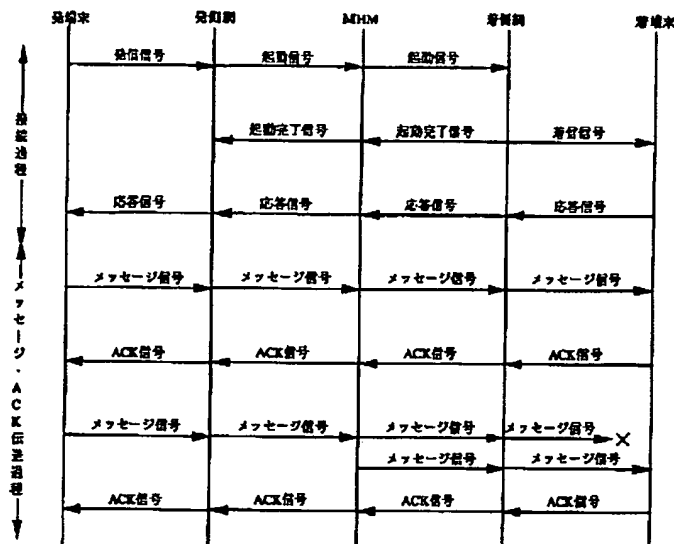 発端末 発側網 MHM 着側網 着端末
発信信号 起動信号 起動信号
起動完了信号 起動完了信号 着信信号
応答信号 応答信号 応答信号 応答信号
メッセージ信号 メッセージ信号 メッセージ信号 メッセージ信号
ACK信号 ACK信号 ACK信号 ACK信号
メッセージ信号 メッセージ信号 メッセージ信号 メッセージ信号
メッセージ信号 メッセージ信号
ACK信号 ACK信号 ACK信号 ACK信号
接続過程
メッセージ・ACK伝送過程